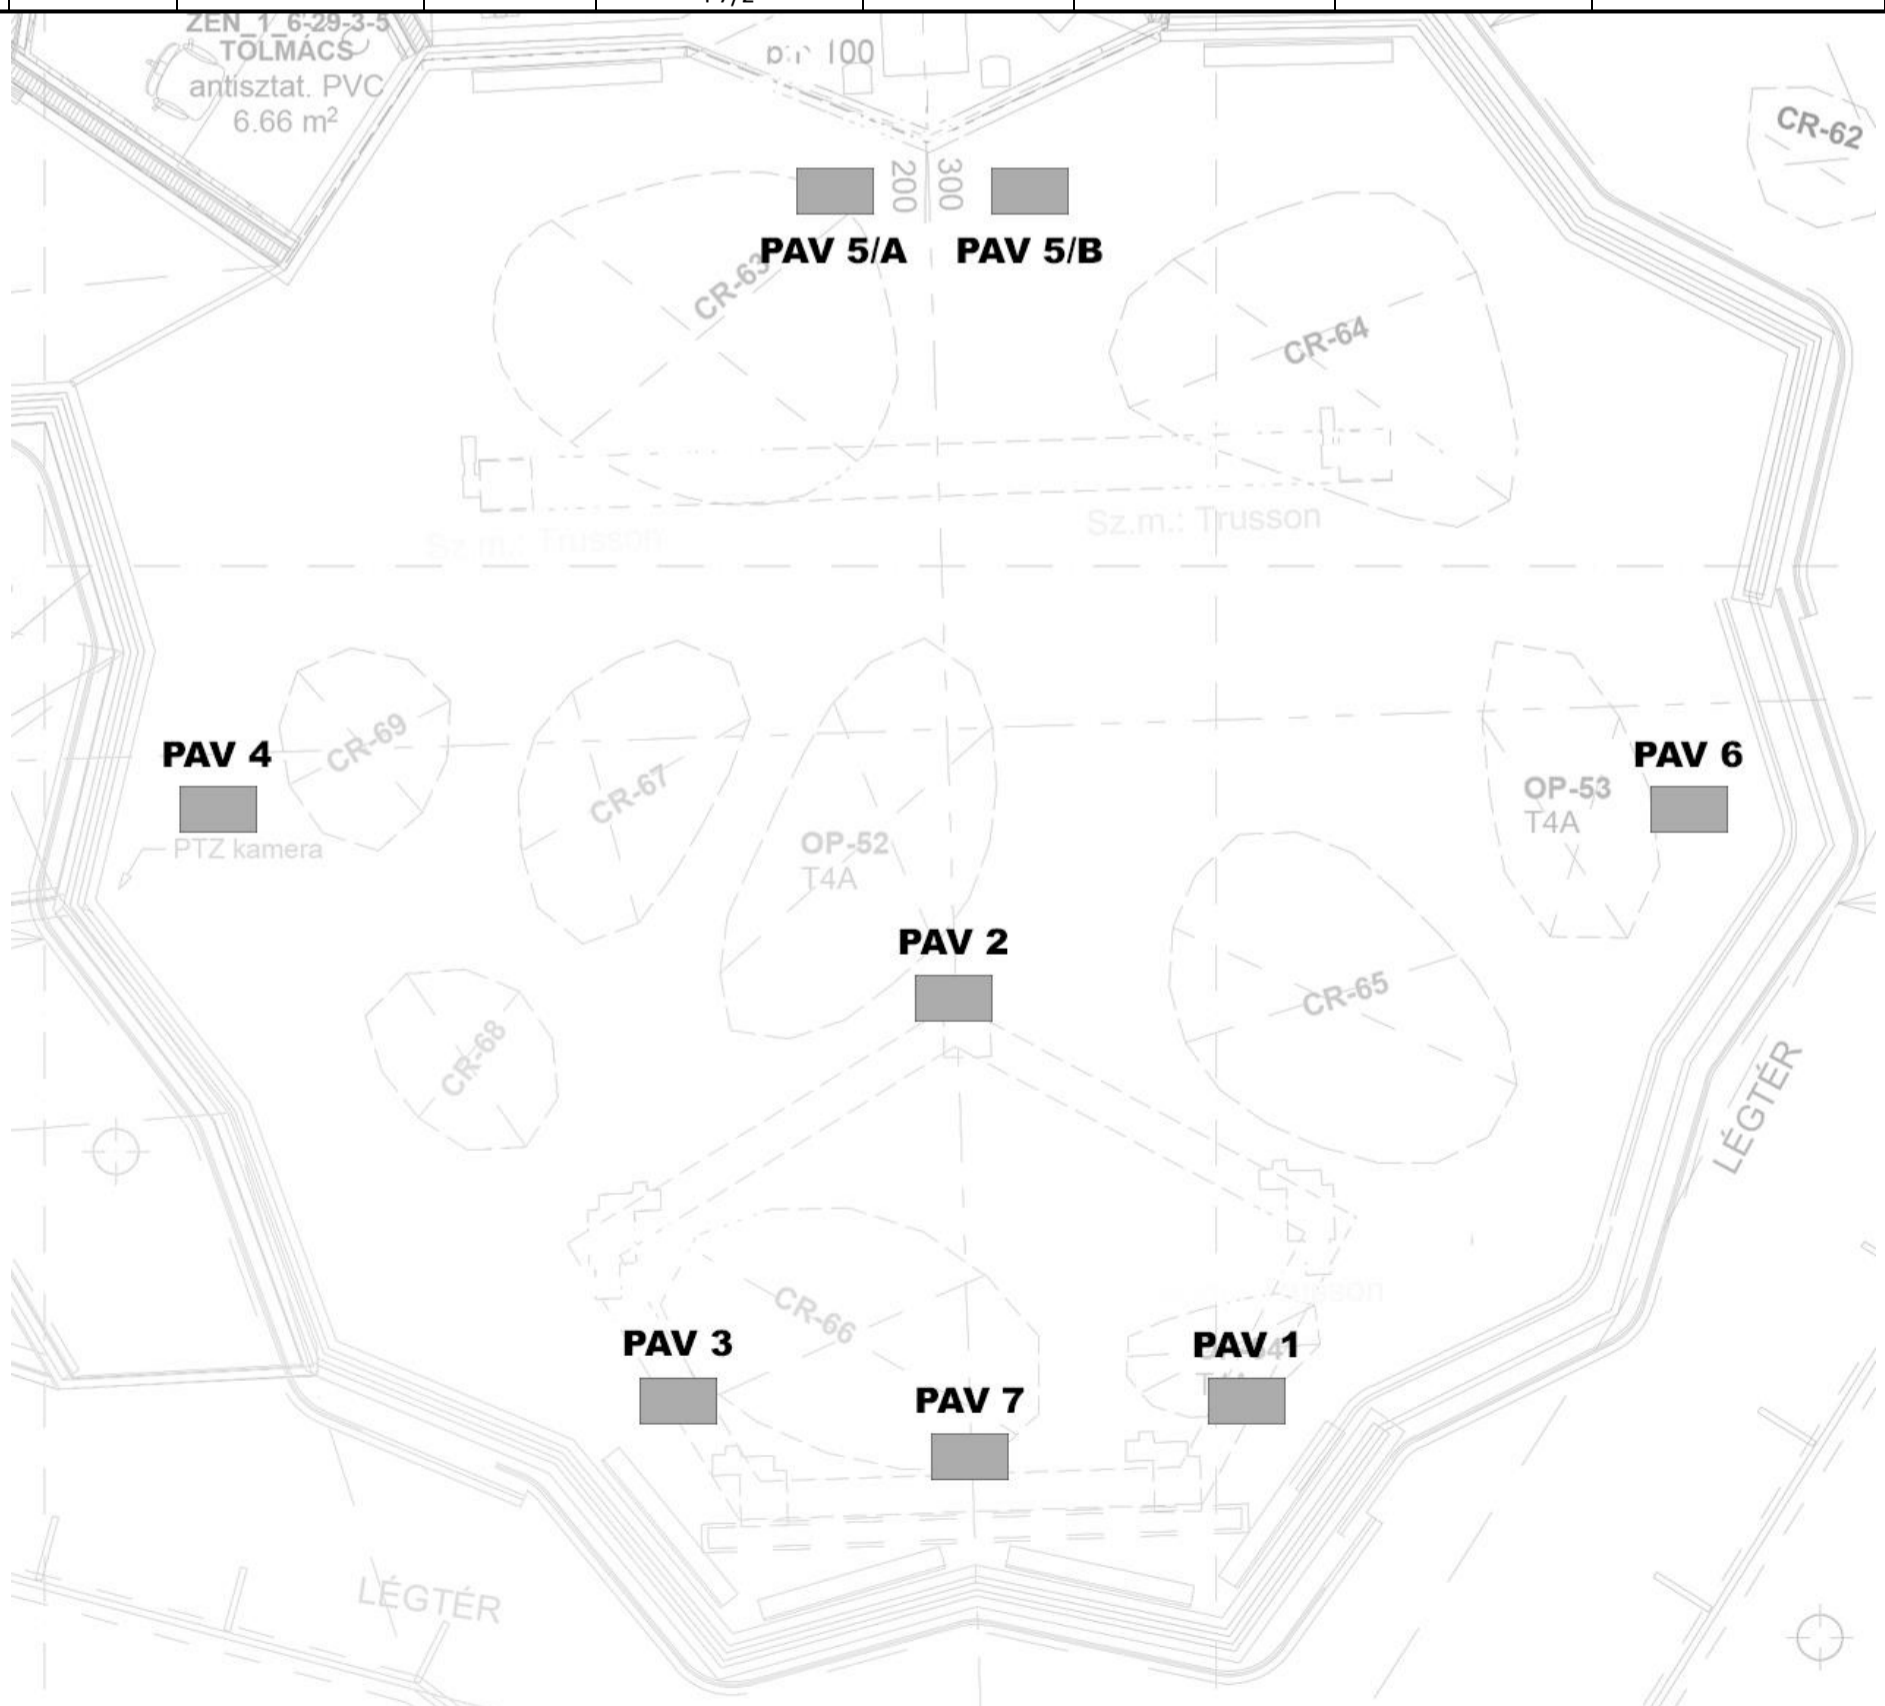 ZEN_1_6-29-3-5
TOLMÁCS
antisztat. PVC
6.66 m²
100
CR-62
200
300
PAV 5/A
PAV 5/B
CR-63
CR-64
Sz.m.: Trusson
Sz.m.: Trusson
PAV 4
CR-69
PTZ kamera
CR-67
OP-52
T4A
PAV 6
OP-53
T4A
PAV 2
CR-65
CR-68
LÉGTÉR
CR-66
PAV 3
PAV 1
PAV 7
LÉGTÉR